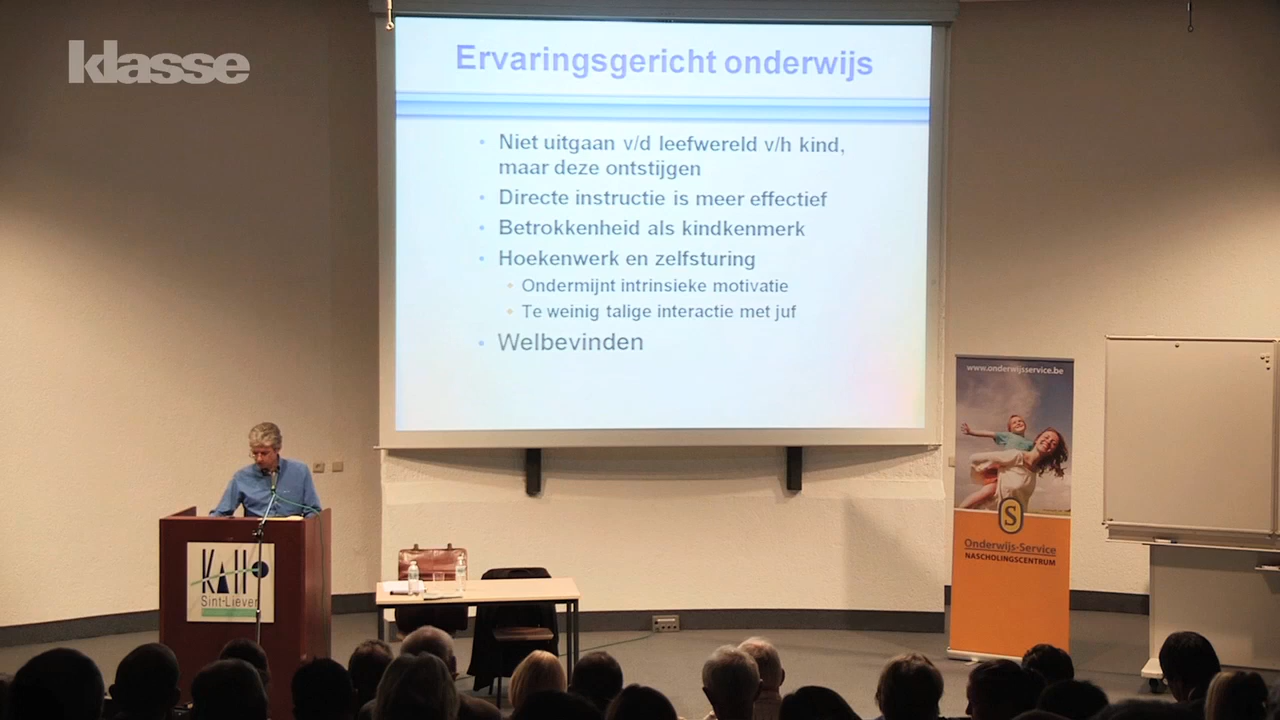 klasse
Ervaringsgericht onderwijs
• Niet uitgaan v/d leefwereld v/h kind,
maar deze ontstijgen
• Directe instructie is meer effectief
• Betrokkenheid als kindkenmerk
• Hoekenwerk en zelfsturing
• Ondermijnt intrinsieke motivatie
• Te weinig talige interactie met juf
• Welbevinden
www.onderwijsservice.be
S
Onderwijs-Service
NASCHOLINGSCENTRUM
KAHO
Sint-Lieven